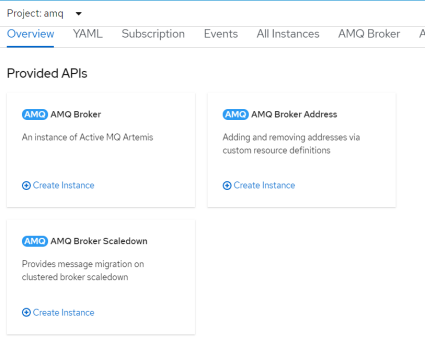 Project: amq
Overview YAML Subscription Events All Instances AMQ Broker A
Provided APIs
AMQ AMQ Broker
An instance of Active MQ Artemis
Create Instance
AMQ AMQ Broker Address
Adding and removing addresses via
custom resource definitions
Create Instance
AMQ AMQ Broker Scaledown
Provides message migration on
clustered broker scaledown
Create Instance